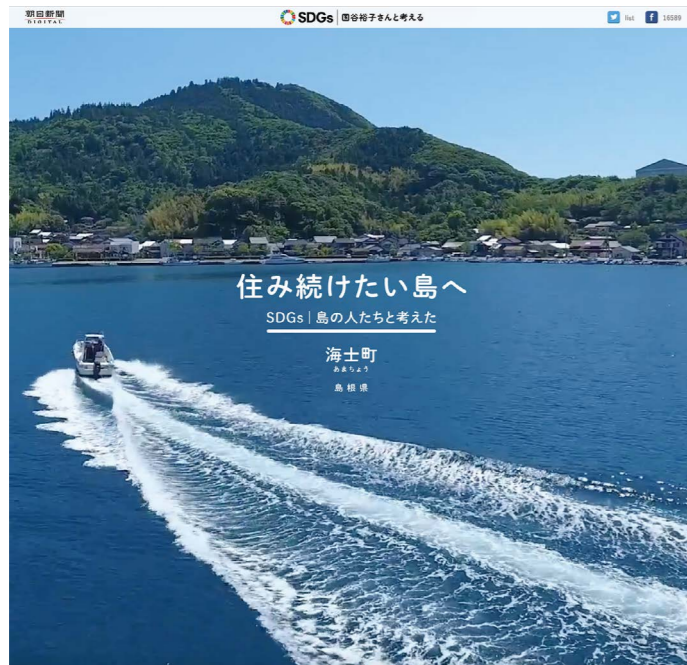 朝日新聞
DIGITAL
SDGs 国谷裕子さんと考える
list
16589
住み続けたい島へ
SDGs|島の人たちと考えた
海士町
あまちょう
島根県